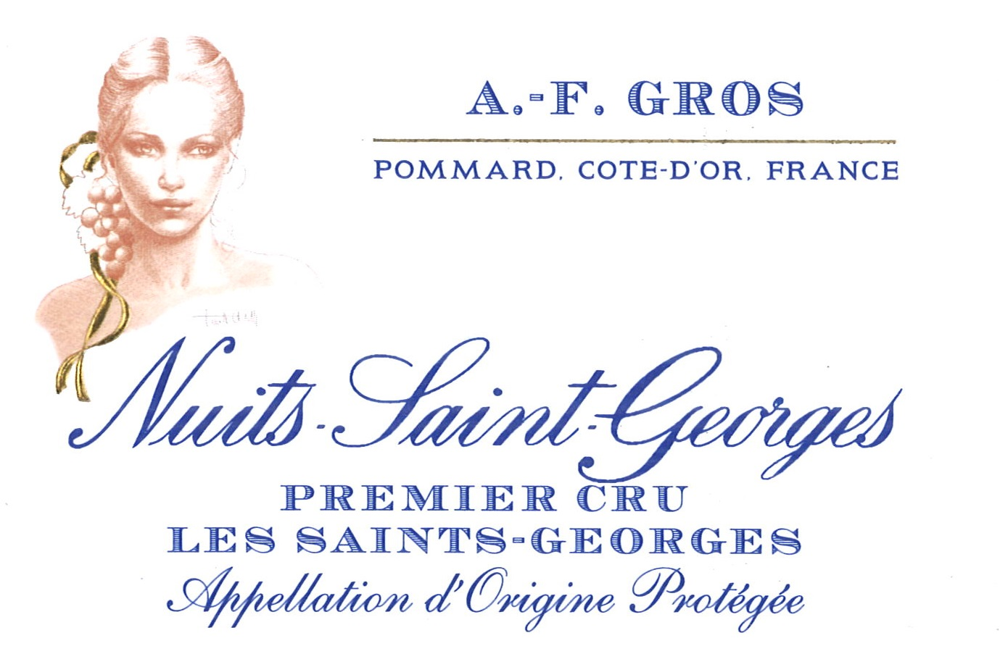 A.-F. GROS
POMMARD, COTE-D'OR, FRANCE
Nuits-Saint-Georges
PREMIER CRU
LES SAINTS-GEORGES
Appellation d'Origine Protégée